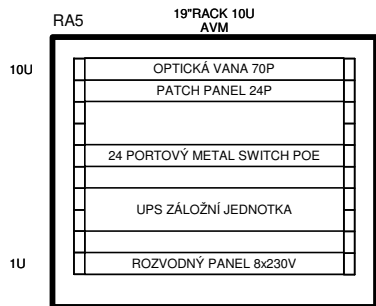 RA5
19"RACK 10U
AVM
10U
OPTICKÁ VANA 70P
PATCH PANEL 24P
24 PORTOVÝ METAL SWITCH POE
UPS ZÁLOŽNÍ JEDNOTKA
1U
ROZVODNÝ PANEL 8x230V